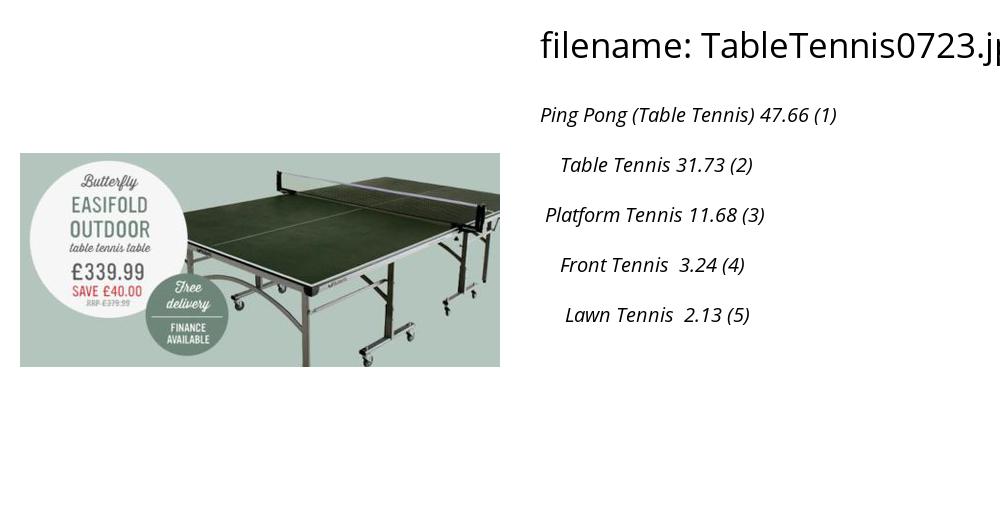 filename: TableTennis0723.jp
Ping Pong (Table Tennis) 47.66 (1)
Table Tennis 31.73 (2)
Platform Tennis 11.68 (3)
Front Tennis 3.24 (4)
Lawn Tennis 2.13 (5)
Butterfly
EASIFOLD
OUTDOOR
table tennis table
£339.99
SAVE £40.00
RRP £379.99
Free
delivery
FINANCE
AVAILABLE